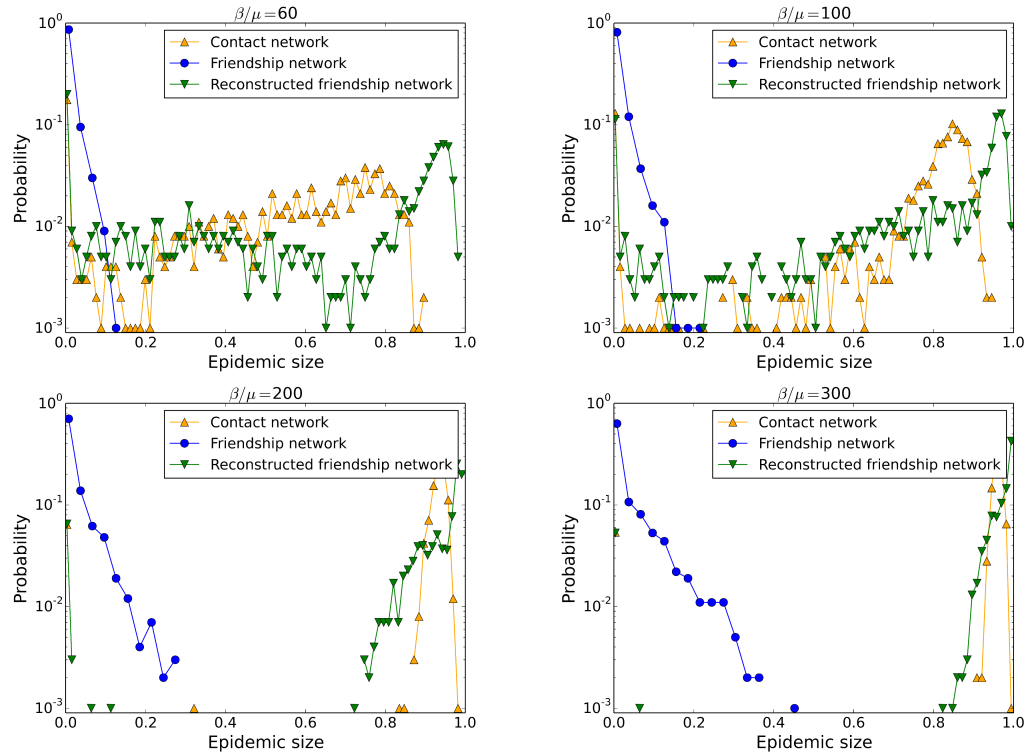 β/μ=60
10^0
10^-1
10^-2
10^-3
Probability
Contact network
Friendship network
Reconstructed friendship network
0.0 0.2 0.4 0.6 0.8 1.0
Epidemic size
β/μ=100
10^0
10^-1
10^-2
10^-3
Probability
Contact network
Friendship network
Reconstructed friendship network
0.0 0.2 0.4 0.6 0.8 1.0
Epidemic size
β/μ=200
10^0
10^-1
10^-2
10^-3
Probability
Contact network
Friendship network
Reconstructed friendship network
0.0 0.2 0.4 0.6 0.8 1.0
Epidemic size
β/μ=300
10^0
10^-1
10^-2
10^-3
Probability
Contact network
Friendship network
Reconstructed friendship network
0.0 0.2 0.4 0.6 0.8 1.0
Epidemic size